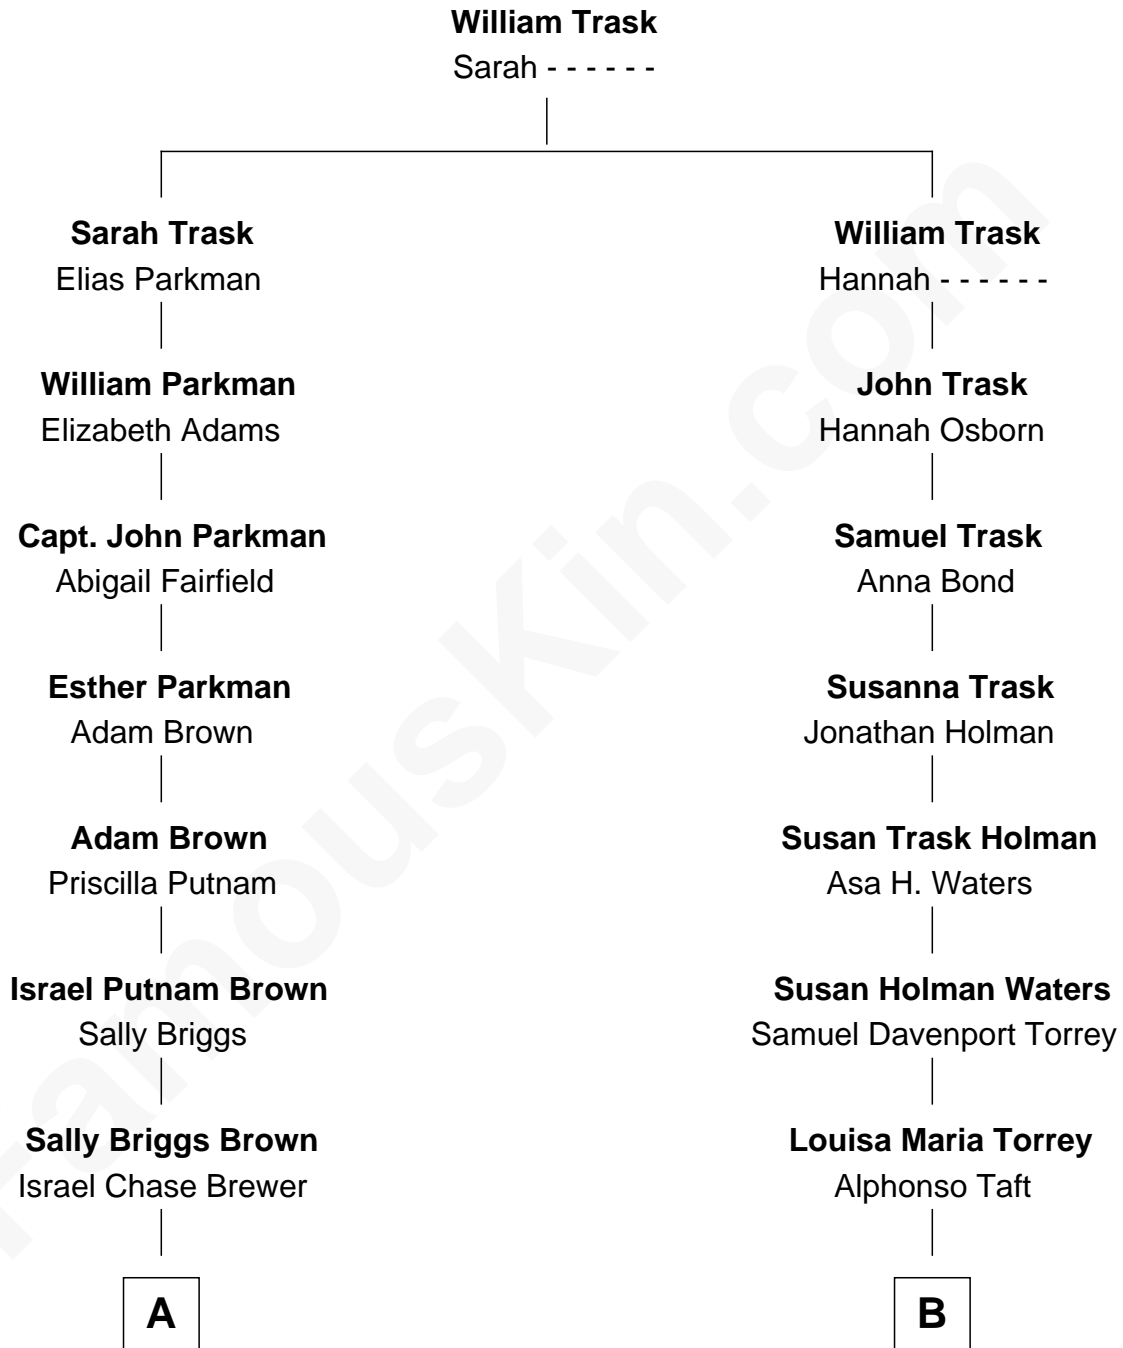 William Trask
Sarah - - - - - -
Sarah Trask
Elias Parkman
William Trask
Hannah - - - - - -
William Parkman
Elizabeth Adams
John Trask
Hannah Osborn
Capt. John Parkman
Abigail Fairfield
Samuel Trask
Anna Bond
Esther Parkman
Adam Brown
Susanna Trask
Jonathan Holman
Adam Brown
Priscilla Putnam
Susan Trask Holman
Asa H. Waters
Israel Putnam Brown
Sally Briggs
Susan Holman Waters
Samuel Davenport Torrey
Sally Briggs Brown
Israel Chase Brewer
Louisa Maria Torrey
Alphonso Taft
A
B
FamousKin.com